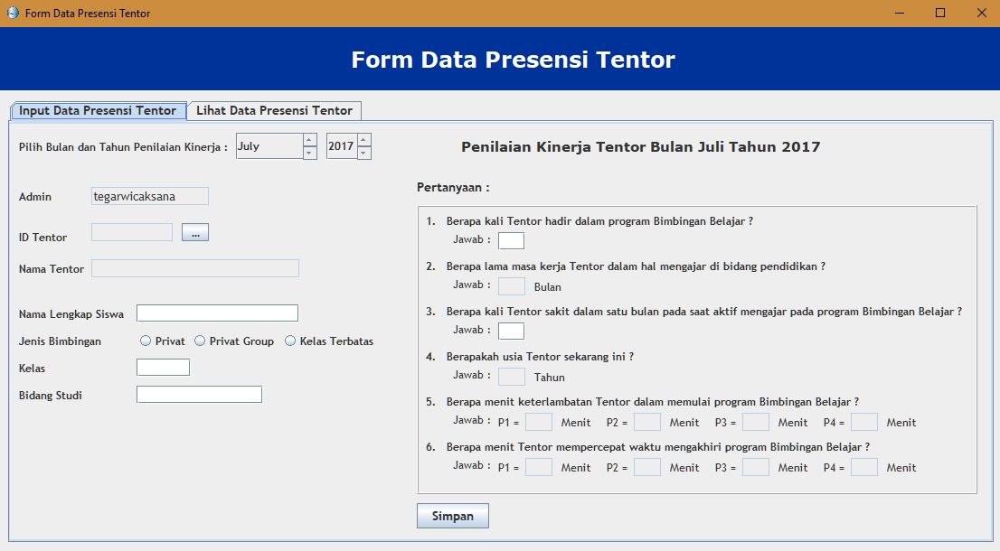 Form Data Presensi Tentor
Form Data Presensi Tentor
Input Data Presensi Tentor Lihat Data Presensi Tentor
Pilih Bulan dan Tahun Penilaian Kinerja : July 2017
Admin tegarwicaksana
ID Tentor ...
Nama Tentor
Nama Lengkap Siswa
Jenis Bimbingan Privat Privat Group Kelas Terbatas
Kelas
Bidang Studi
Penilaian Kinerja Tentor Bulan Juli Tahun 2017
Pertanyaan :
1. Berapa kali Tentor hadir dalam program Bimbingan Belajar ?
Jawab :
2. Berapa lama masa kerja Tentor dalam hal mengajar di bidang pendidikan ?
Jawab : Bulan
3. Berapa kali Tentor sakit dalam satu bulan pada saat aktif mengajar pada program Bimbingan Belajar ?
Jawab :
4. Berapakah usia Tentor sekarang ini ?
Jawab : Tahun
5. Berapa menit keterlambatan Tentor dalam memulai program Bimbingan Belajar ?
Jawab : P1 = Menit P2 = Menit P3 = Menit P4 = Menit
6. Berapa menit Tentor mempercepat waktu mengakhiri program Bimbingan Belajar ?
Jawab : P1 = Menit P2 = Menit P3 = Menit P4 = Menit
Simpan